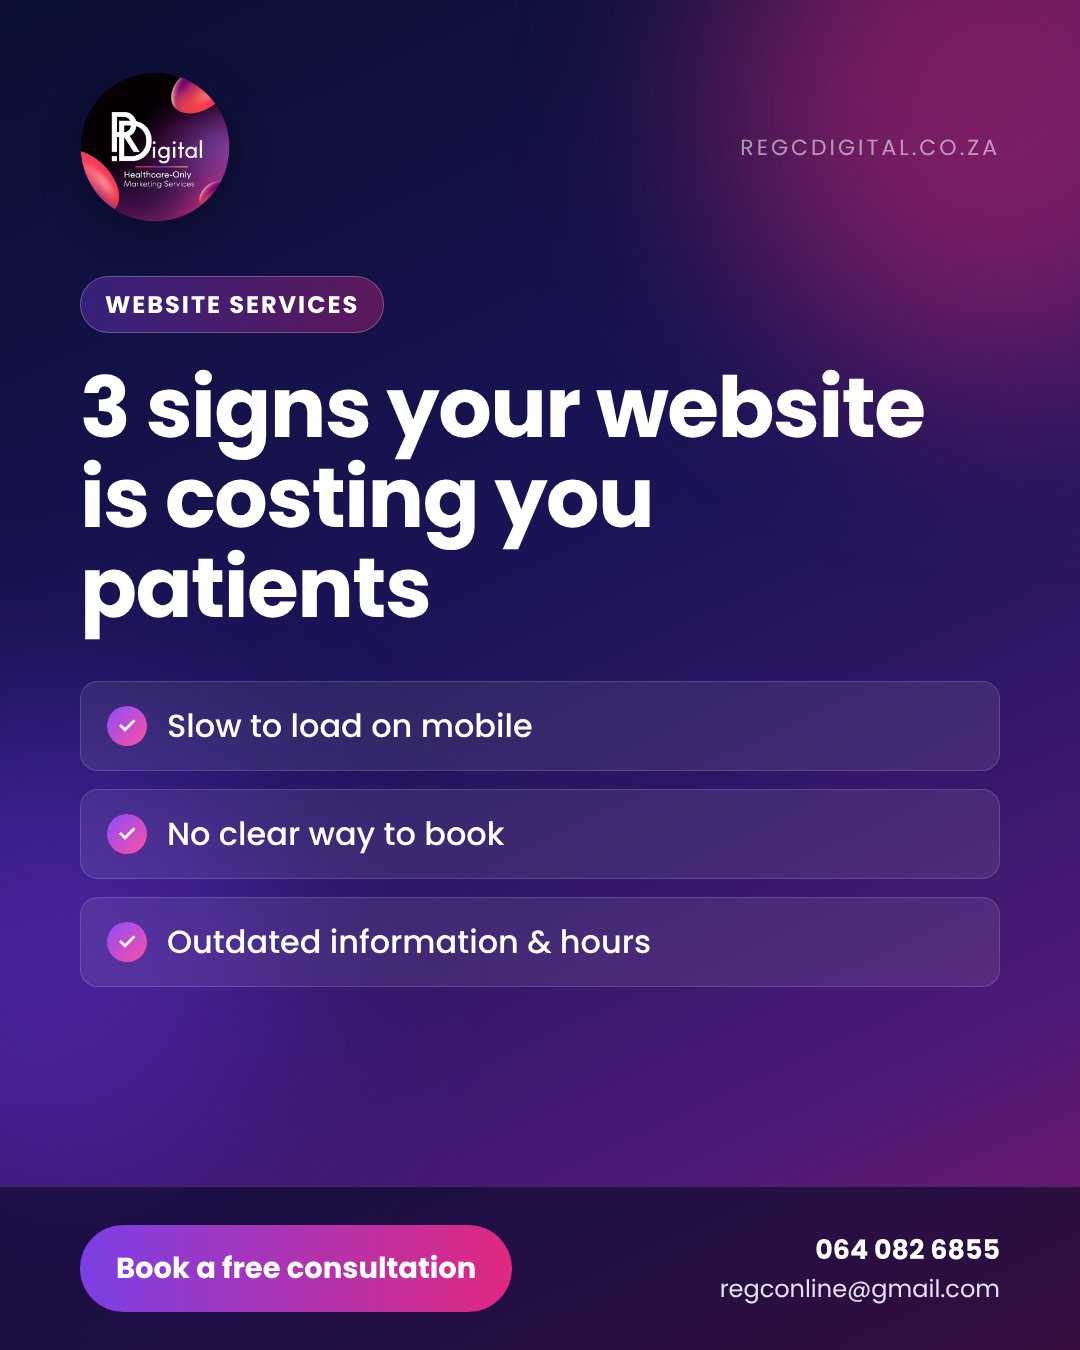 RDigital
Healthcare-Only
Marketing Services
REGCDIGITAL.CO.ZA
WEBSITE SERVICES
3 signs your website
is costing you
patients
Slow to load on mobile
No clear way to book
Outdated information & hours
Book a free consultation
064 082 6855
regconline@gmail.com